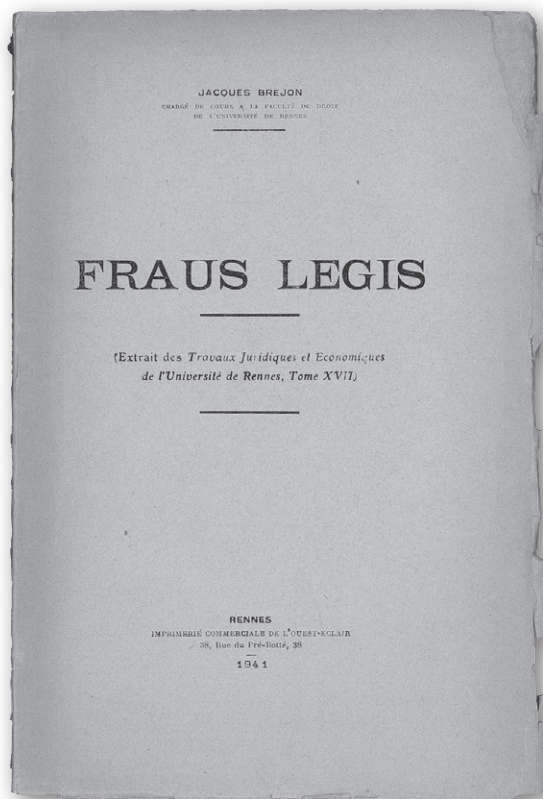 JACQUES BREJON
CHARGÉ DE COURS A LA FACULTÉ DE DROIT
DE L'UNIVERSITÉ DE RENNES
FRAUS LEGIS
(Extrait des Travaux Juridiques et Economiques
de l'Université de Rennes, Tome XVII)
RENNES
IMPRIMERIE COMMERCIALE DE L'OUEST-ECLAIR
38, Rue du Pré-Botté, 38
1941